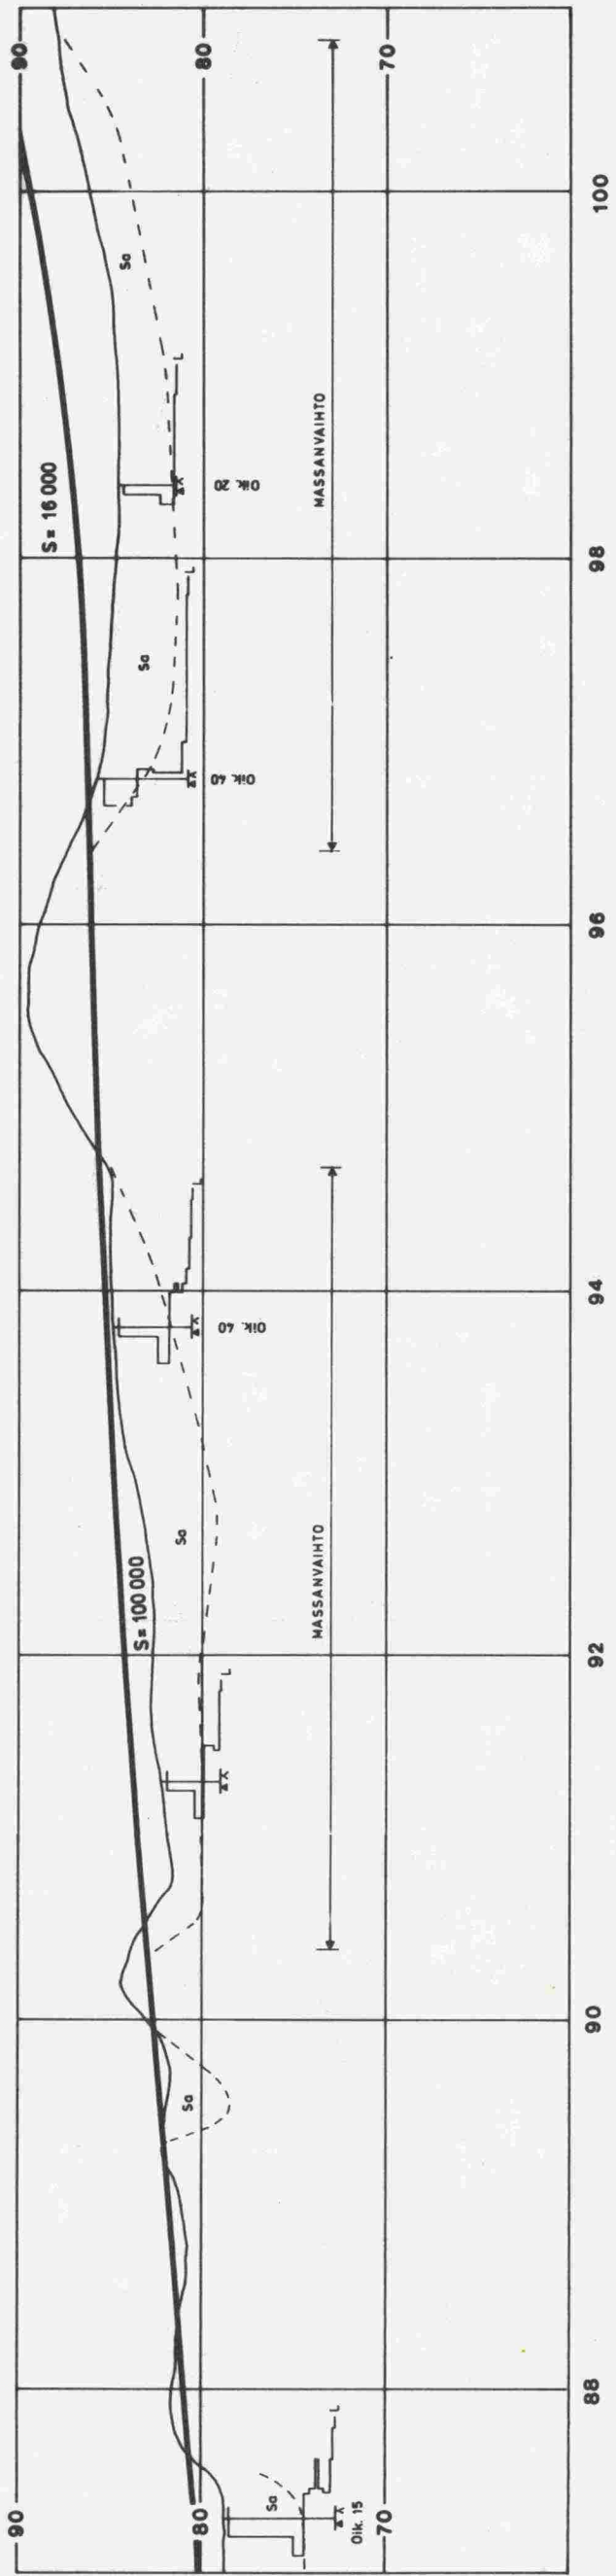 90
80
70
S = 16 000
Sa
L
Oik. 20
MASSANVAIHTO
Sa
L
Oik. 40
L
Oik. 40
S = 100 000
Sa
MASSANVAIHTO
L
Sa
L
Sa
Oik. 15
90
80
70
88
90
92
94
96
98
100